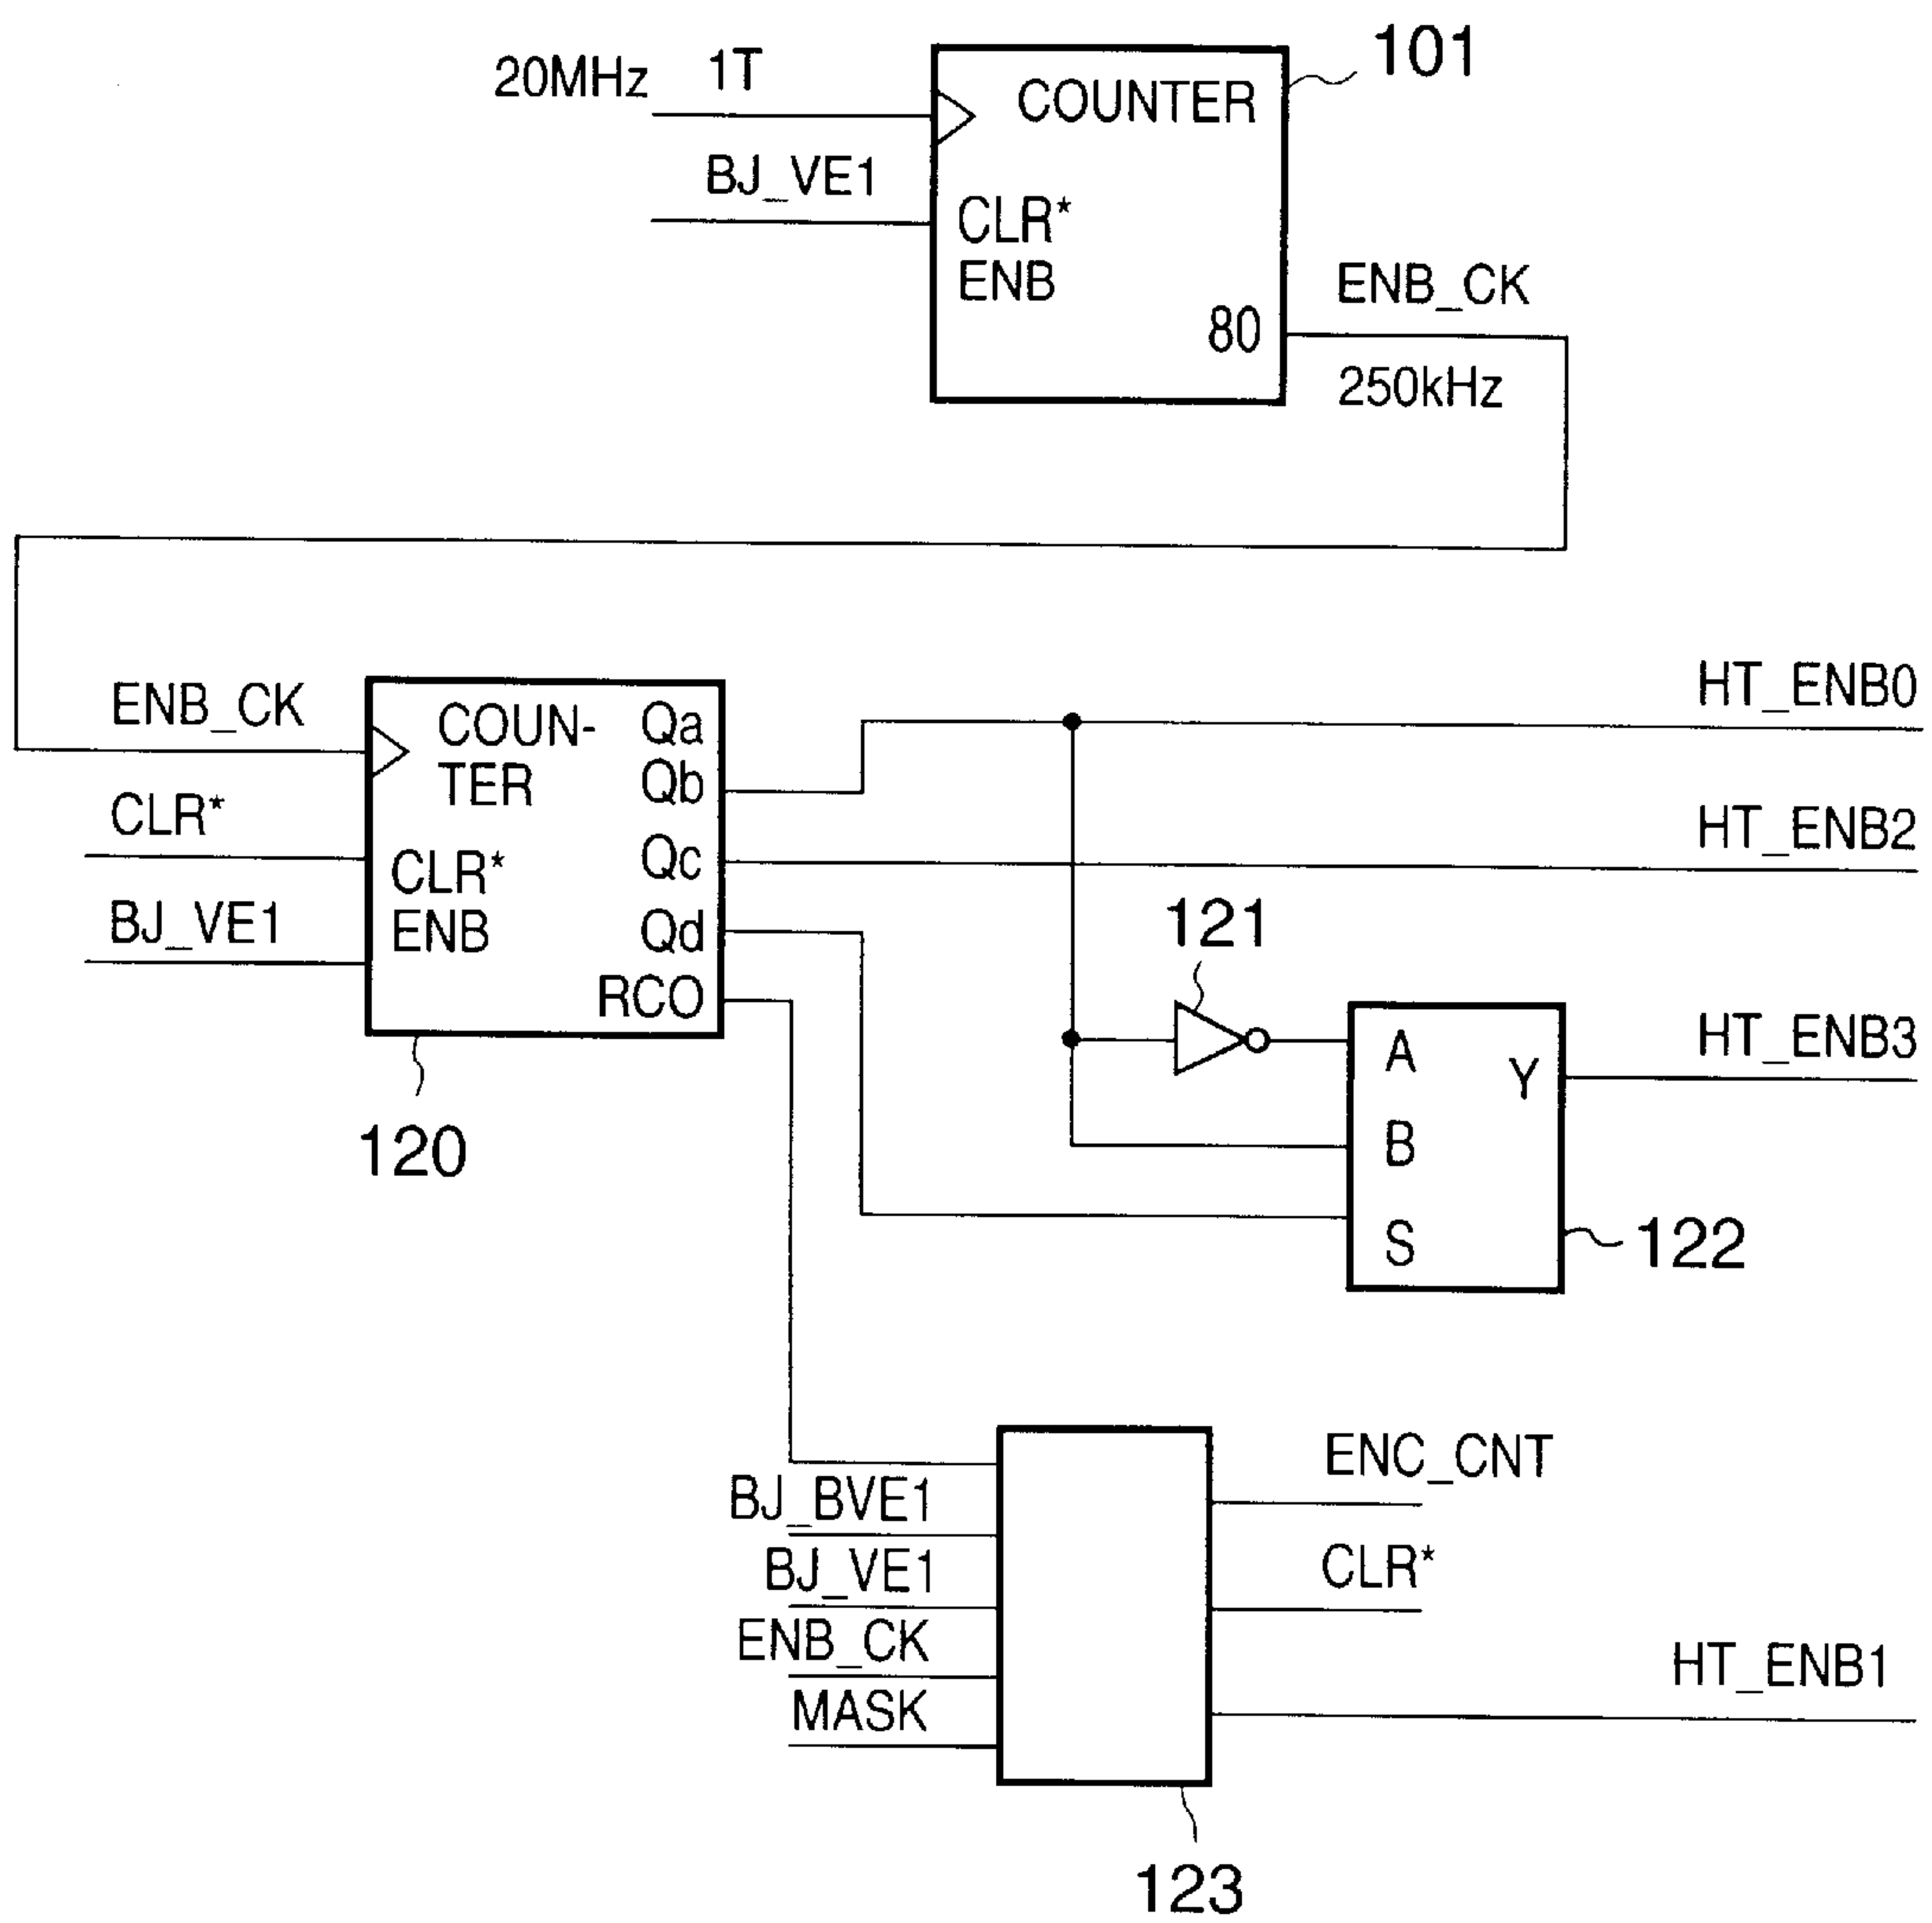 101
20MHz 1T
COUNTER
BJ_VE1
CLR*
ENB
80
ENB_CK
250kHz
ENB_CK
CLR*
BJ_VE1
COUN-
TER
CLR*
ENB
Qa
Qb
Qc
Qd
RCO
120
HT_ENB0
HT_ENB2
121
A
B
S
Y
HT_ENB3
122
BJ_BVE1
BJ_VE1
ENB_CK
MASK
ENC_CNT
CLR*
HT_ENB1
123